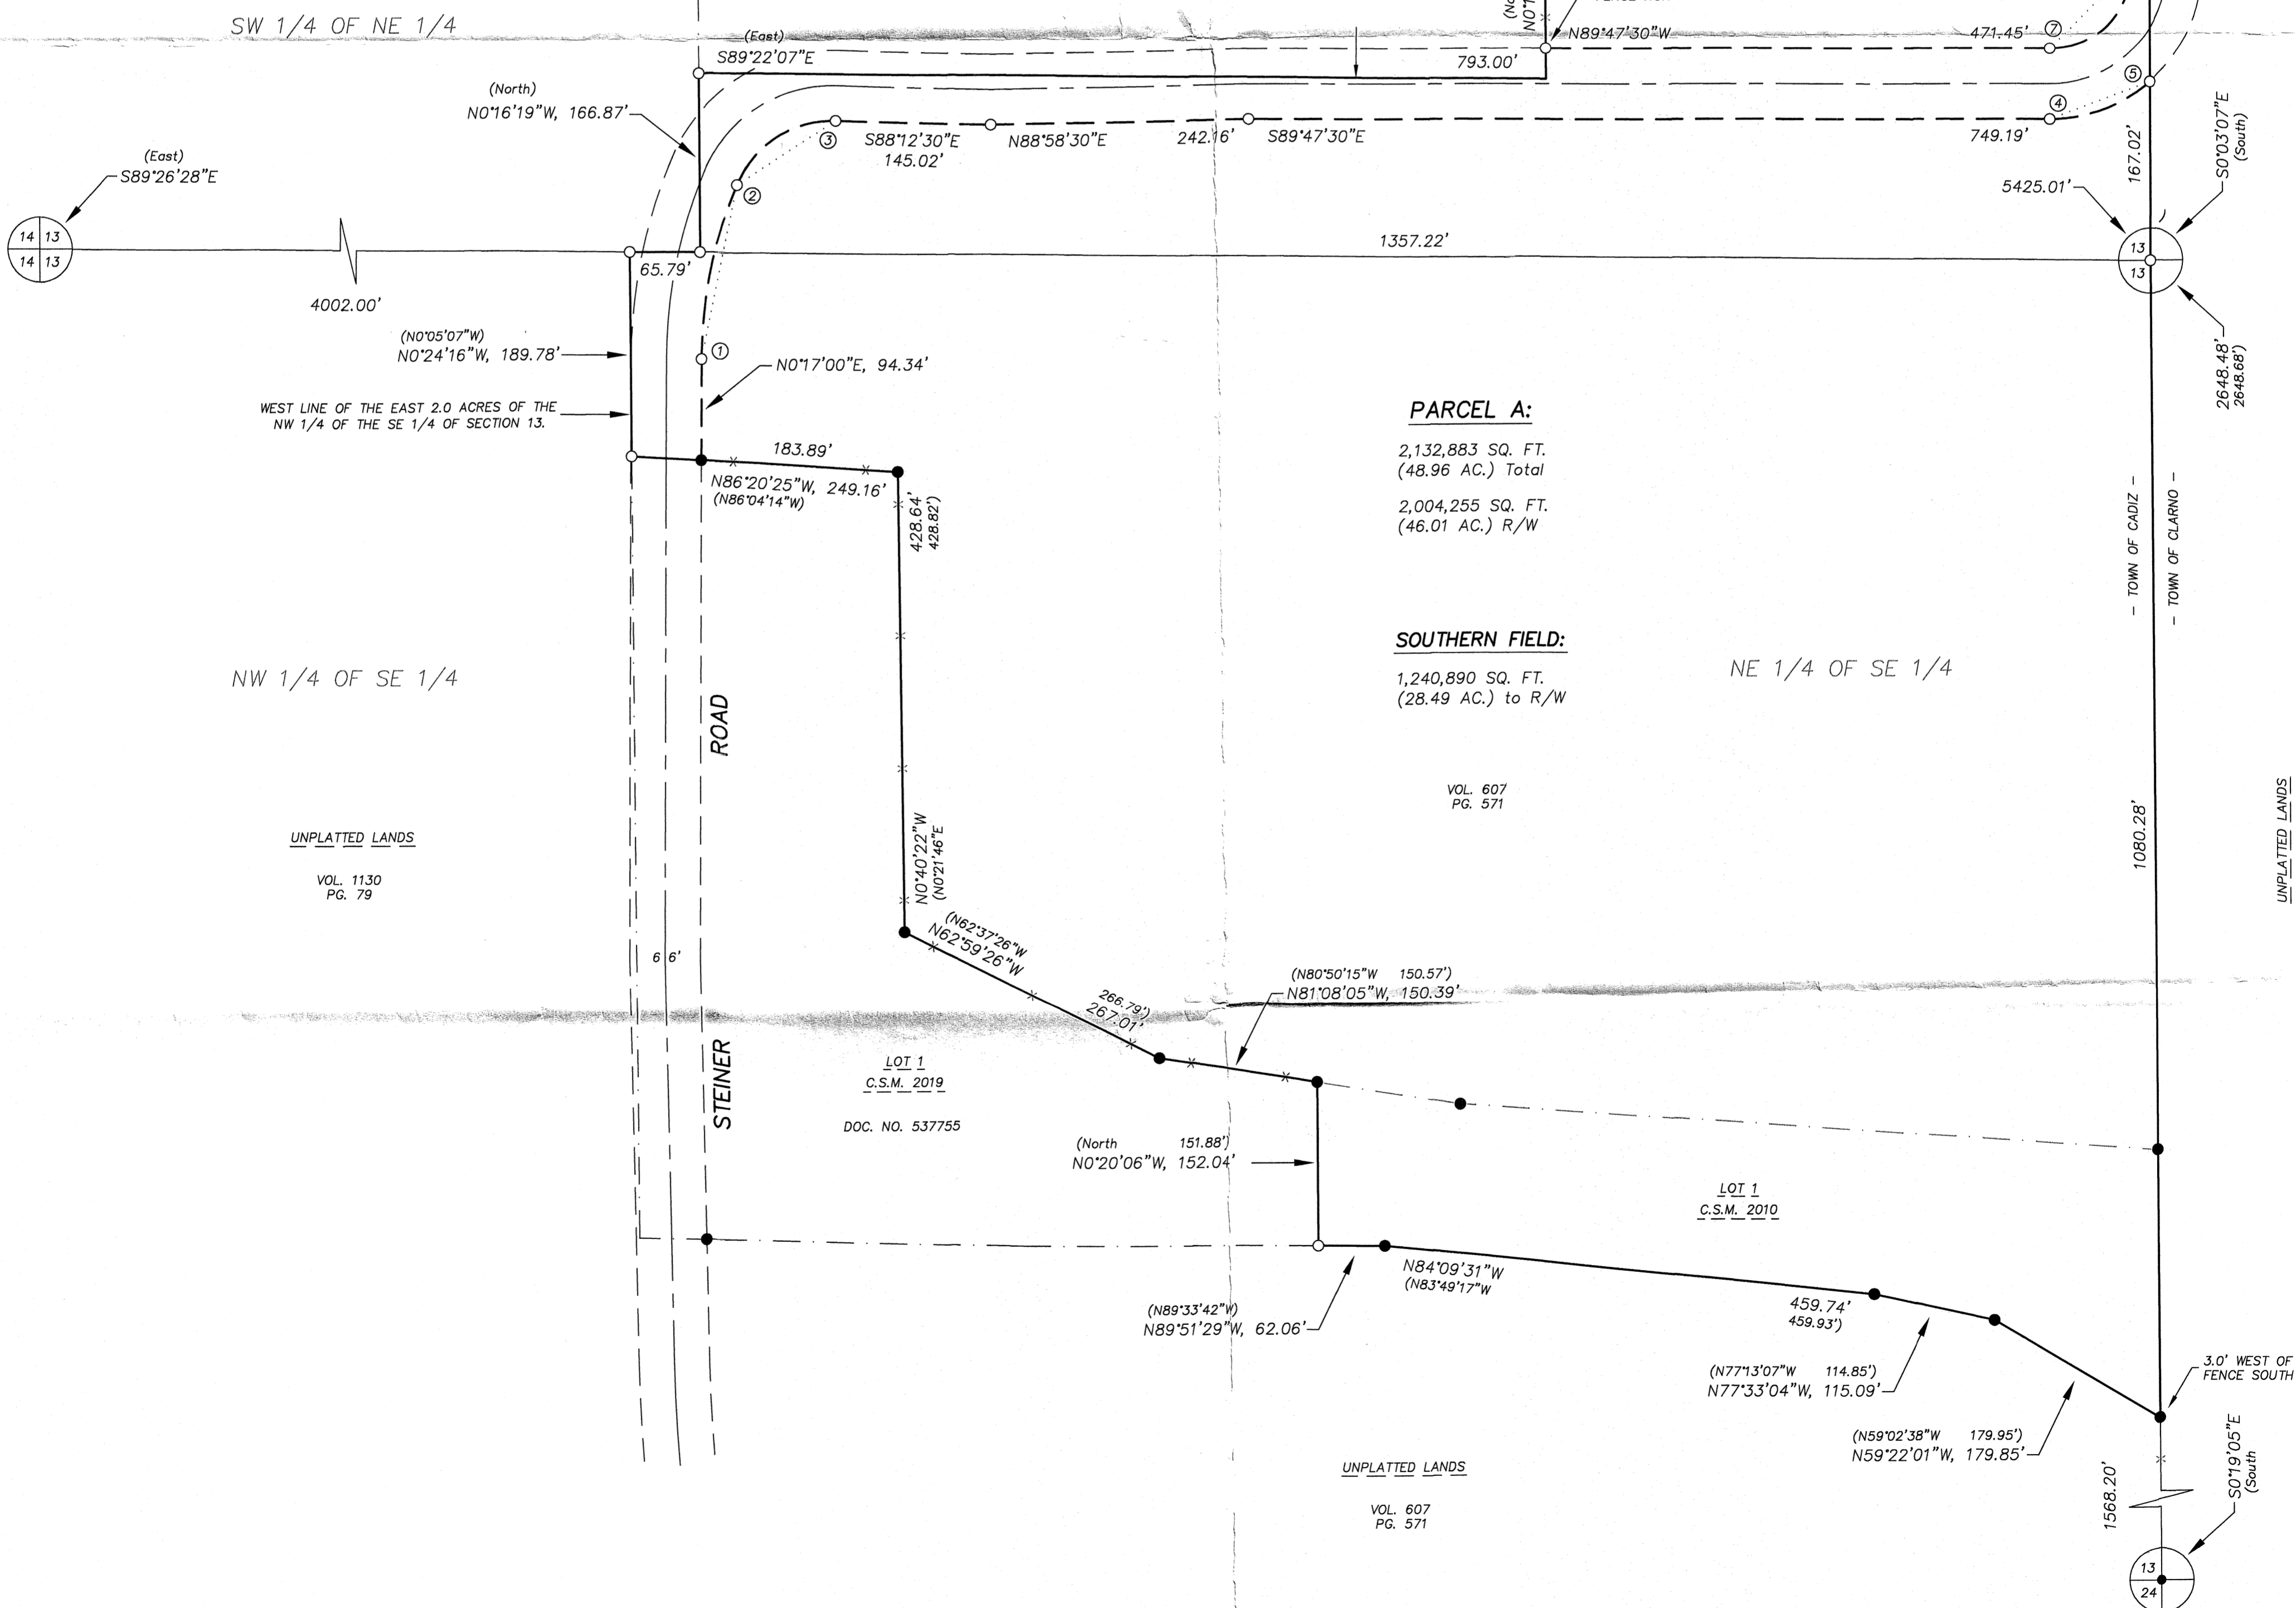 SW 1/4 OF NE 1/4
(East)
S89°22'07"E
N89°47'30"W
471.45'
7
793.00'
5
(North)
N0°16'19"W, 166.87'
4
3
S88°12'30"E
145.02'
N88°58'30"E
242.16'
S89°47'30"E
749.19'
167.02'
S0°03'07"E
(South)
(East)
S89°26'28"E
2
5425.01'
14 13
14 13
65.79'
1357.22'
13
13
4002.00'
(N0°05'07"W)
N0°24'16"W, 189.78'
1
N0°17'00"E, 94.34'
2648.48'
2648.68')
WEST LINE OF THE EAST 2.0 ACRES OF THE
NW 1/4 OF THE SE 1/4 OF SECTION 13.
PARCEL A:
2,132,883 SQ. FT.
(48.96 AC.) Total
2,004,255 SQ. FT.
(46.01 AC.) R/W
183.89'
N86°20'25"W, 249.16'
(N86°04'14"W)
428.64'
428.82')
- TOWN OF CADIZ -
- TOWN OF CLARNO -
SOUTHERN FIELD:
1,240,890 SQ. FT.
(28.49 AC.) to R/W
NW 1/4 OF SE 1/4
NE 1/4 OF SE 1/4
ROAD
VOL. 607
PG. 571
UNPLATTED LANDS
VOL. 1130
PG. 79
N0°40'22"W
(N0°21'46"E
1080.28'
UNPLATTED LANDS
66'
(N62°37'26"W
N62°59'26"W
266.79')
267.01'
(N80°50'15"W 150.57')
N81°08'05"W, 150.39'
STEINER
LOT 1
C.S.M. 2019
DOC. NO. 537755
(North 151.88')
N0°20'06"W, 152.04'
LOT 1
C.S.M. 2010
N84°09'31"W
(N83°49'17"W
459.74'
459.93')
(N89°33'42"W)
N89°51'29"W, 62.06'
(N77°13'07"W 114.85')
N77°33'04"W, 115.09'
3.0' WEST OF
FENCE SOUTH
(N59°02'38"W 179.95')
N59°22'01"W, 179.85'
UNPLATTED LANDS
VOL. 607
PG. 571
1568.20'
S0°19'05"E
(South
13
24